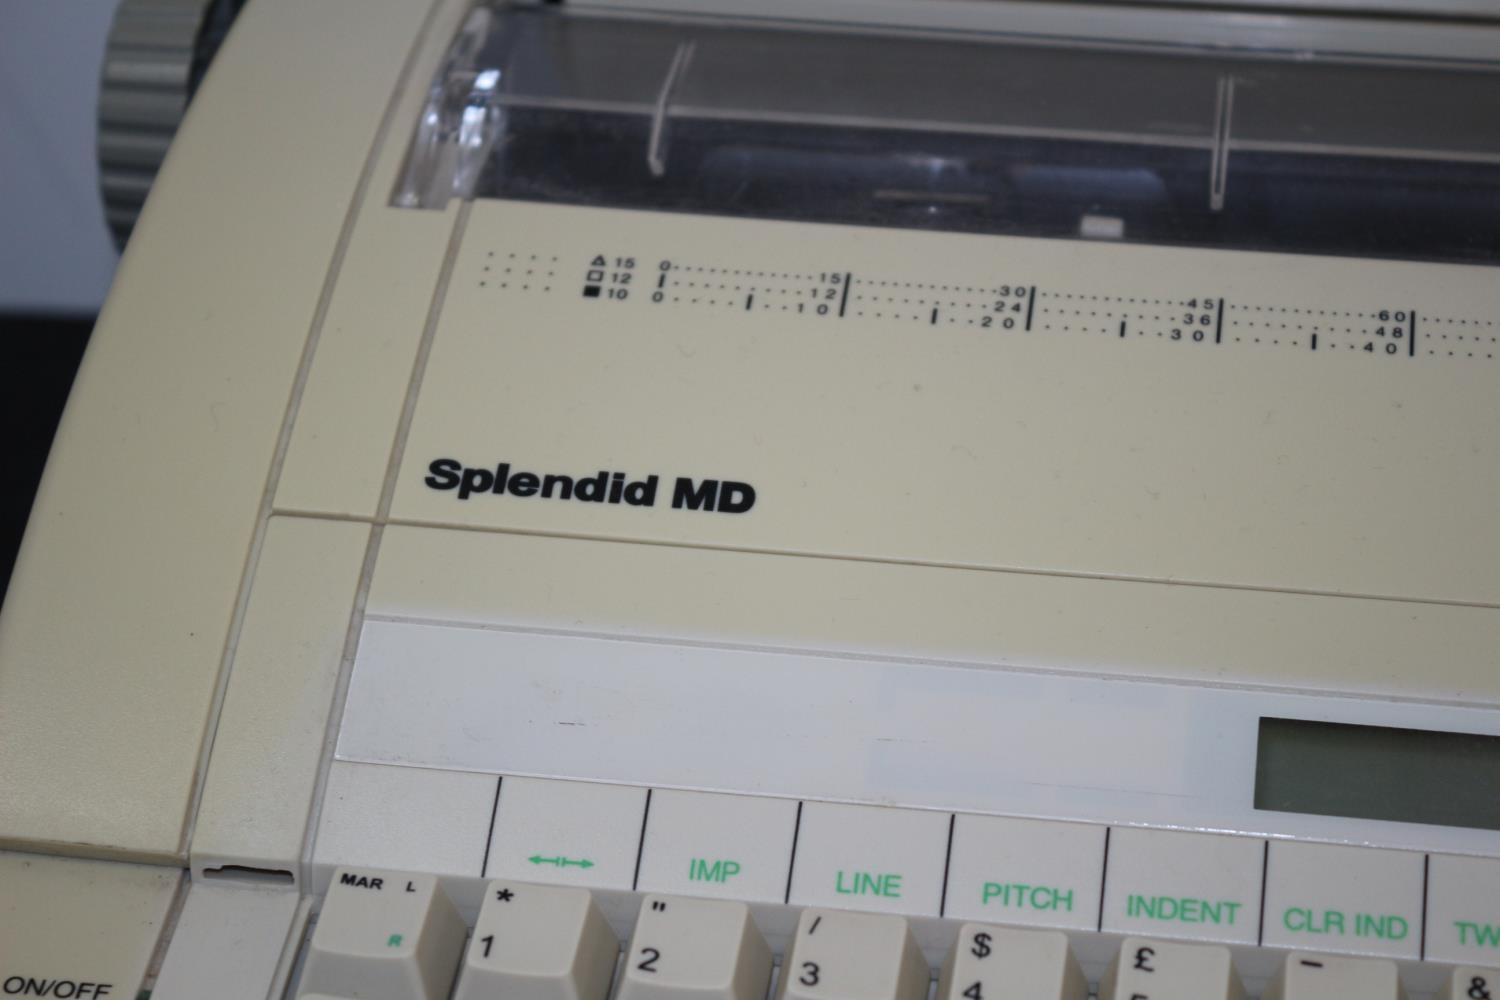 △ 15 0 15 30 45 60
□ 12 12 24 36 48
■ 10 0 10 20 30 40
Splendid MD
IMP LINE PITCH INDENT CLR IND TW
MAR L * " / $ £ - &
R 1 2 3 4
ON/OFF